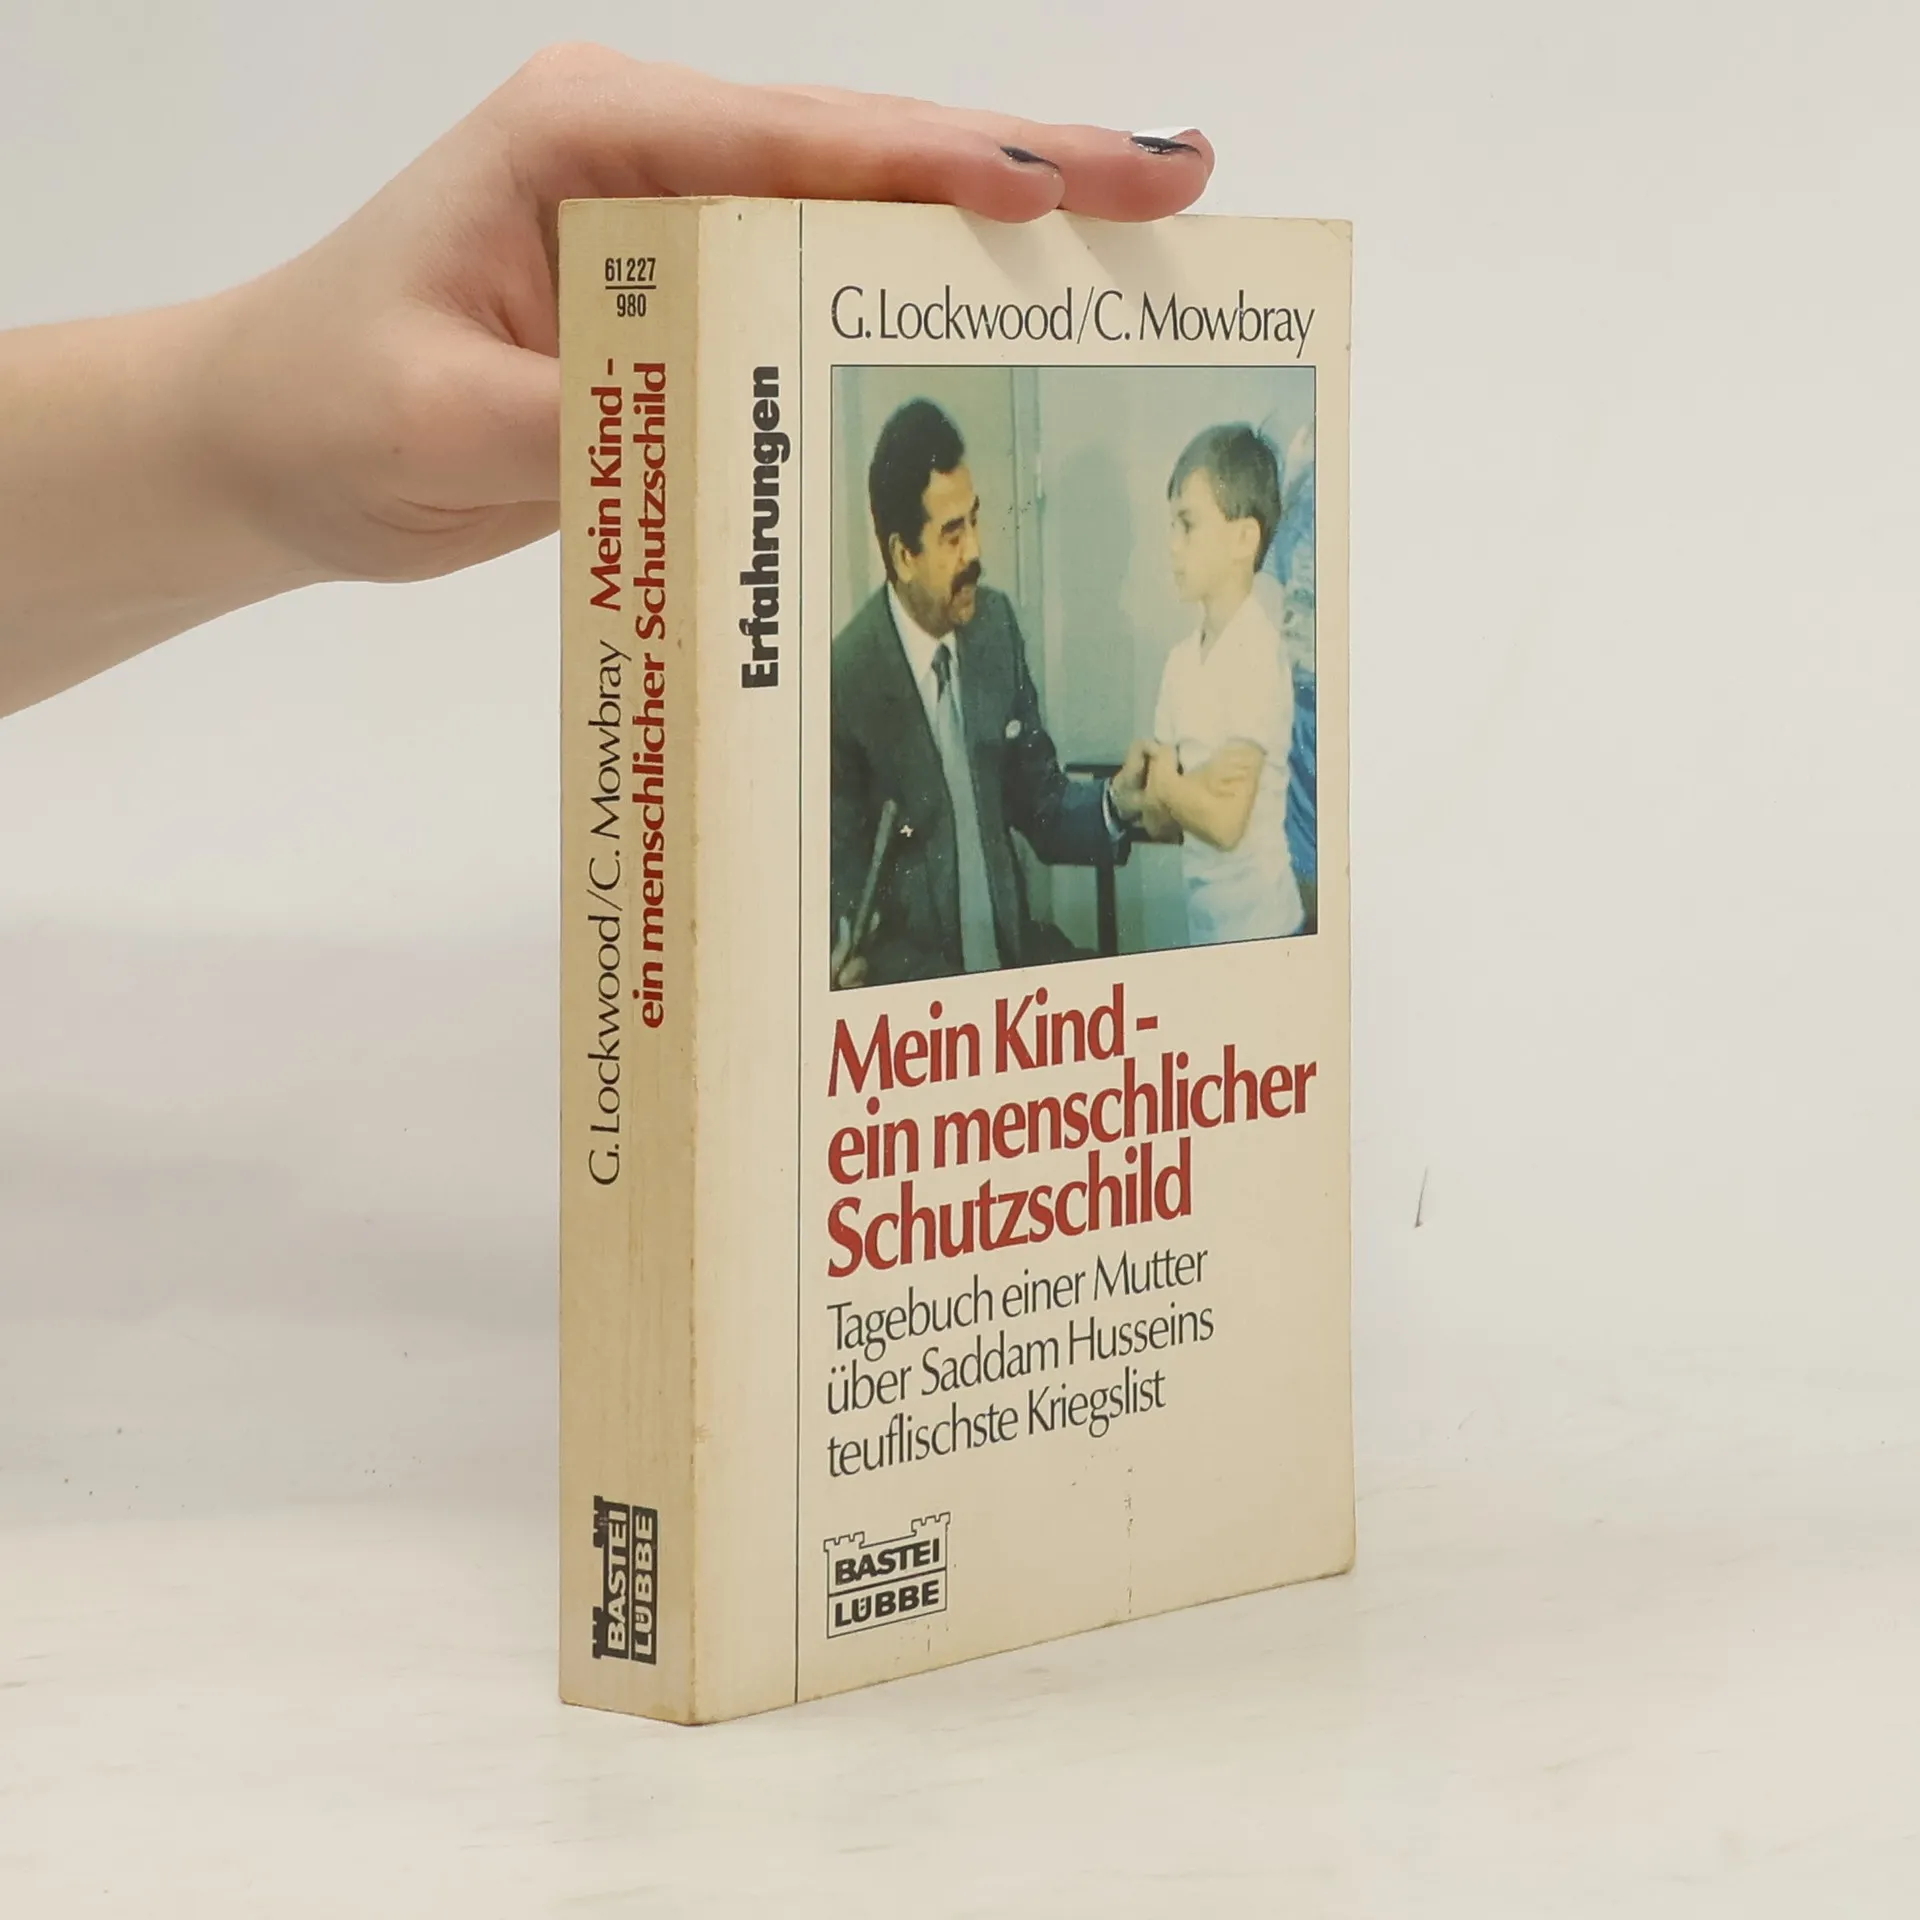 61 227
980
G. Lockwood/C. Mowbray Mein Kind -
ein menschlicher Schutzschild
BASTEI
LÜBBE
Erfahrungen
G. Lockwood/C. Mowbray
Mein Kind -
ein menschlicher
Schutzschild
Tagebuch einer Mutter
über Saddam Husseins
teuflischste Kriegslist
BASTEI
LÜBBE